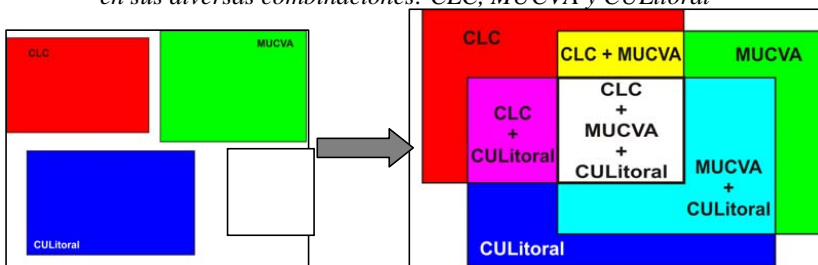 en sus diversas combinaciones: CLC, MUCVA y CULitoral
CLC
MUCVA
CULitoral
CLC
CLC + MUCVA
MUCVA
CLC
+
CULitoral
CLC
+
MUCVA
+
CULitoral
MUCVA
+
CULitoral
CULitoral